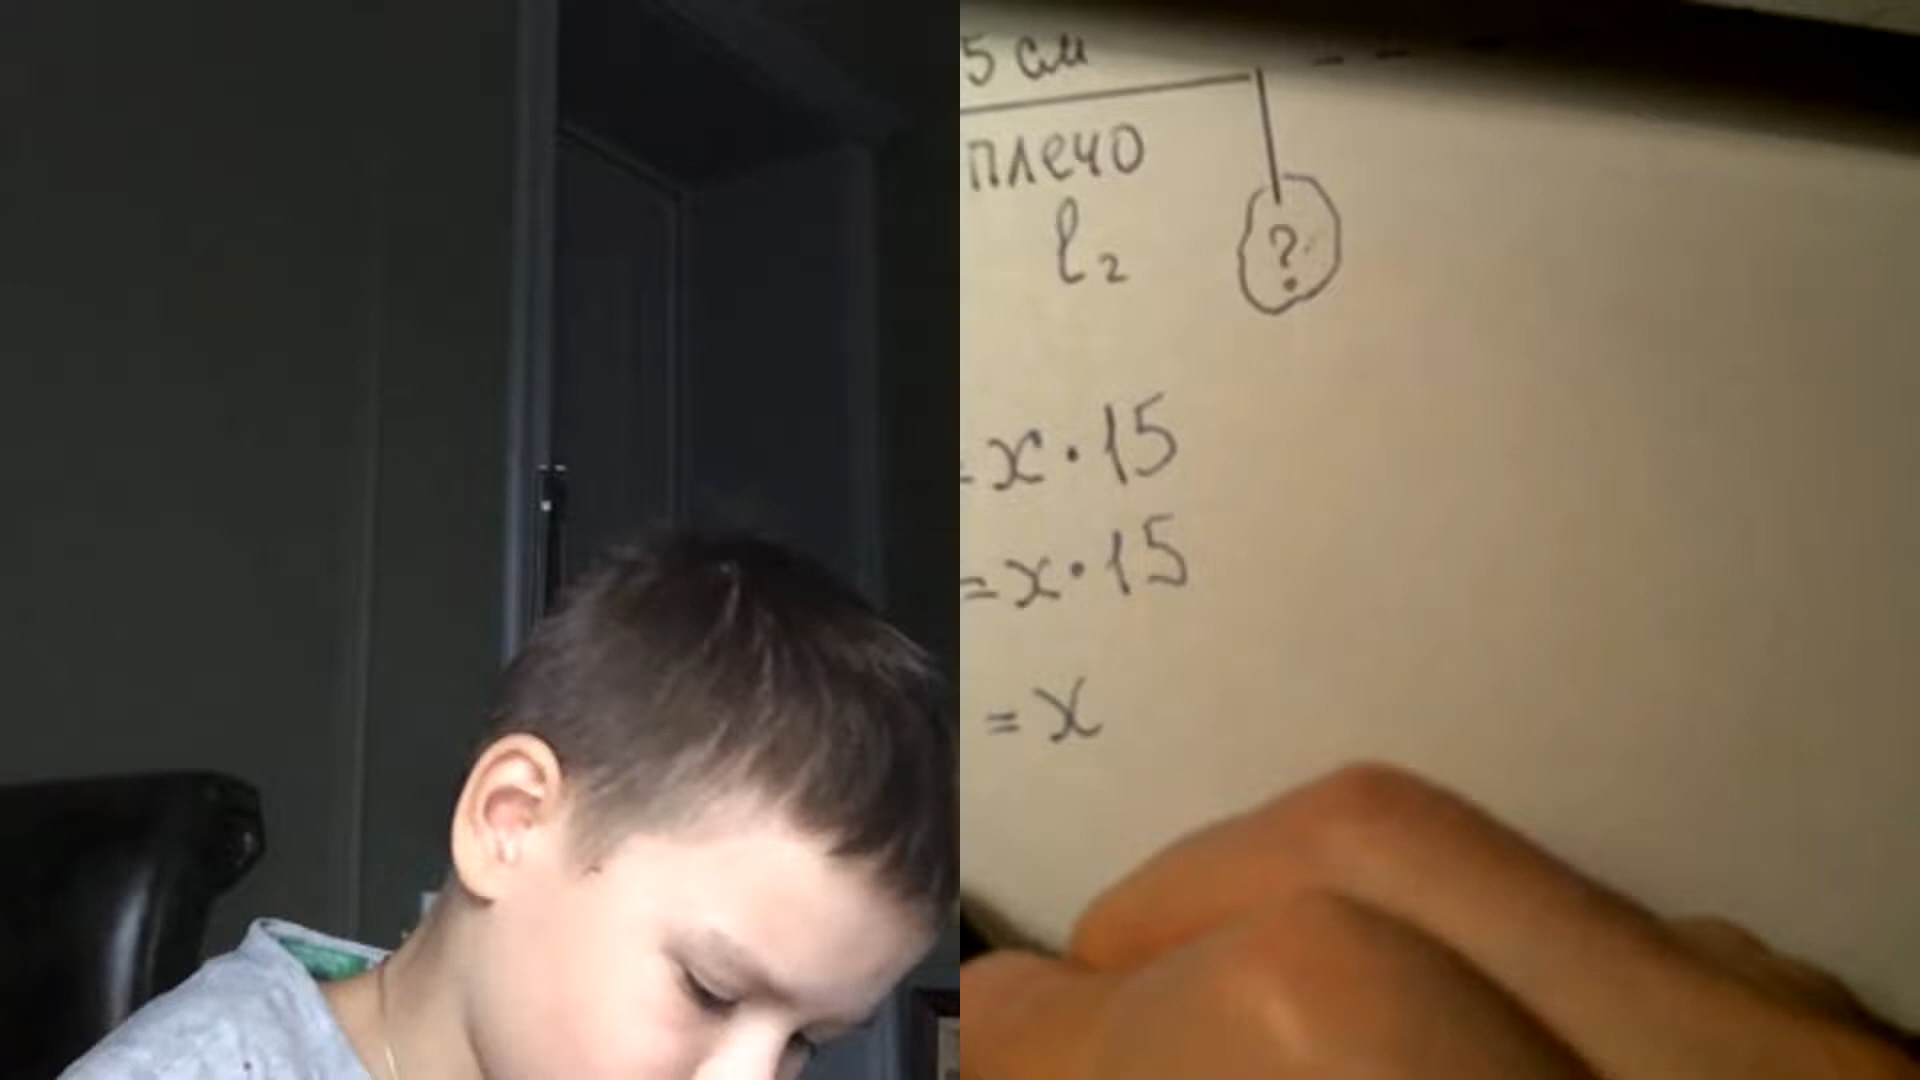 5 см
плечо
l₂
?
x · 15
= x · 15
= x